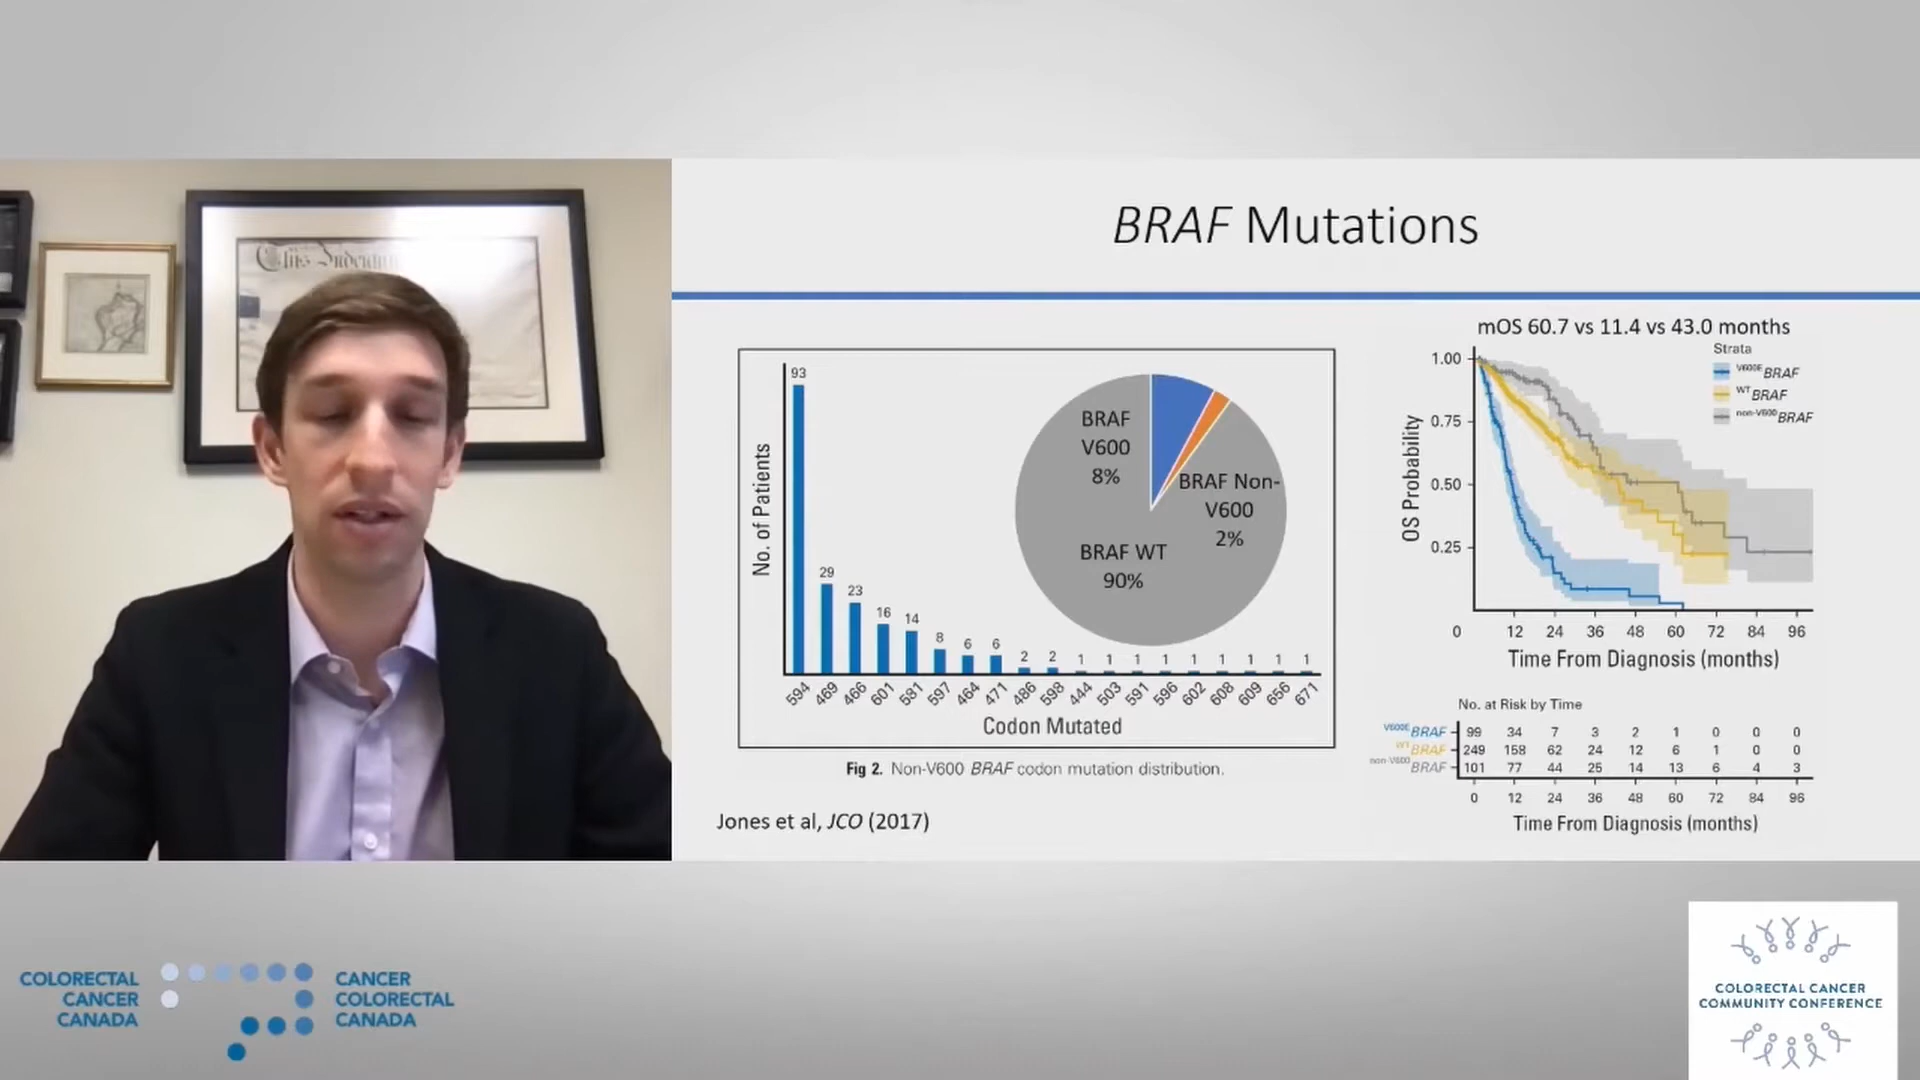 This Indenture
BRAF Mutations
93
29
23
16
14
8
6
6
2
2
1
1
1
1
1
1
1
1
1
No. of Patients
594
469
466
601
581
597
464
471
486
598
444
503
591
596
602
608
609
656
671
Codon Mutated
BRAF
V600
8%
BRAF Non-
V600
2%
BRAF WT
90%
Fig 2. Non-V600 BRAF codon mutation distribution.
Jones et al, JCO (2017)
mOS 60.7 vs 11.4 vs 43.0 months
Strata
V600E BRAF
WT BRAF
non-V600 BRAF
OS Probability
1.00
0.75
0.50
0.25
0 12 24 36 48 60 72 84 96
Time From Diagnosis (months)
No. at Risk by Time
V600E BRAF 99 34 7 3 2 1 0 0 0
WT BRAF 249 158 62 24 12 6 1 0 0
non-V600 BRAF 101 77 44 25 14 13 6 4 3
0 12 24 36 48 60 72 84 96
Time From Diagnosis (months)
COLORECTAL
CANCER
CANADA
CANCER
COLORECTAL
CANADA
COLORECTAL CANCER
COMMUNITY CONFERENCE